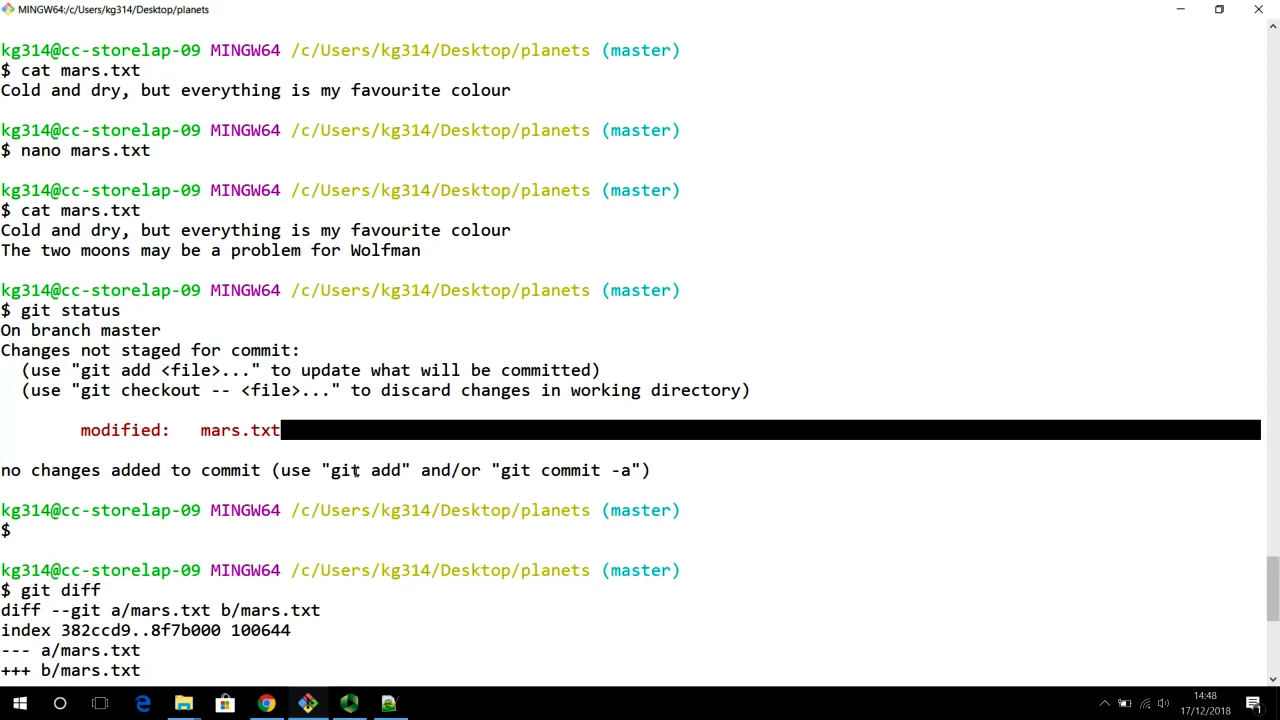 MINGW64:/c/Users/kg314/Desktop/planets
kg314@cc-storelap-09 MINGW64 /c/Users/kg314/Desktop/planets (master)
$ cat mars.txt
Cold and dry, but everything is my favourite colour
kg314@cc-storelap-09 MINGW64 /c/Users/kg314/Desktop/planets (master)
$ nano mars.txt
kg314@cc-storelap-09 MINGW64 /c/Users/kg314/Desktop/planets (master)
$ cat mars.txt
Cold and dry, but everything is my favourite colour
The two moons may be a problem for Wolfman
kg314@cc-storelap-09 MINGW64 /c/Users/kg314/Desktop/planets (master)
$ git status
On branch master
Changes not staged for commit:
  (use "git add <file>..." to update what will be committed)
  (use "git checkout -- <file>..." to discard changes in working directory)
        modified:   mars.txt
no changes added to commit (use "git add" and/or "git commit -a")
kg314@cc-storelap-09 MINGW64 /c/Users/kg314/Desktop/planets (master)
$
kg314@cc-storelap-09 MINGW64 /c/Users/kg314/Desktop/planets (master)
$ git diff
diff --git a/mars.txt b/mars.txt
index 382ccd9..8f7b000 100644
--- a/mars.txt
+++ b/mars.txt
14:48
17/12/2018
1